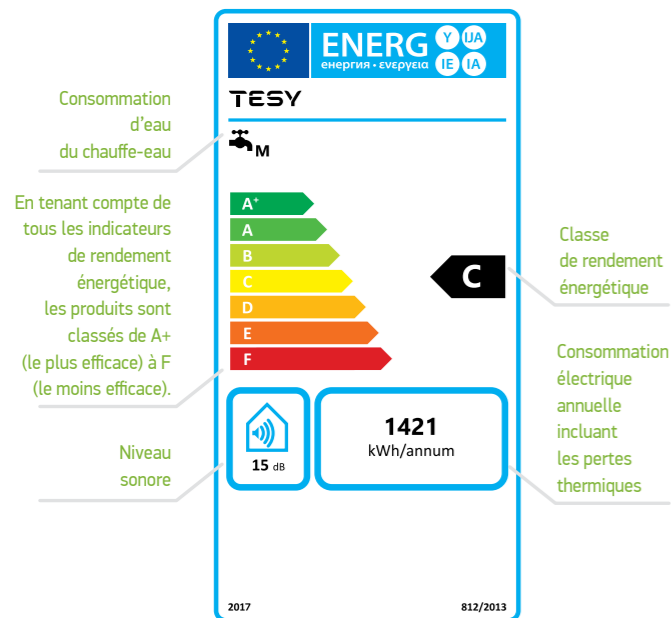 ENERG
Y IJA
IE IA
енергия • ενεργεια
TESY
M
A+
A
B
C
D
E
F
C
15 dB
1421
kWh/annum
2017
812/2013
Consommation
d'eau
du chauffe-eau
En tenant compte de
tous les indicateurs
de rendement
énergétique,
les produits sont
classés de A+
(le plus efficace) à F
(le moins efficace).
Niveau
sonore
Classe
de rendement
énergétique
Consommation
électrique
annuelle
incluant
les pertes
thermiques